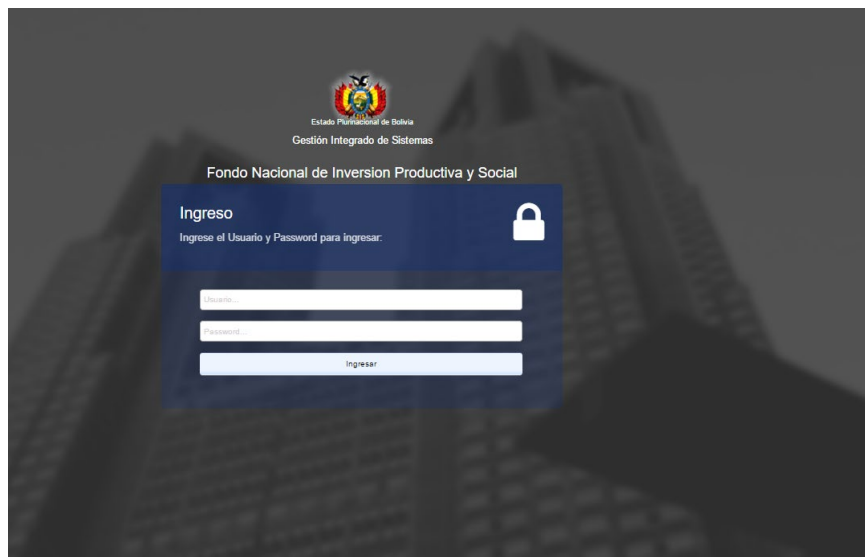 Estado Plurinacional de Bolivia
Gestión Integrado de Sistemas
Fondo Nacional de Inversion Productiva y Social
Ingreso
Ingrese el Usuario y Password para ingresar:
Usuario...
Password...
Ingresar